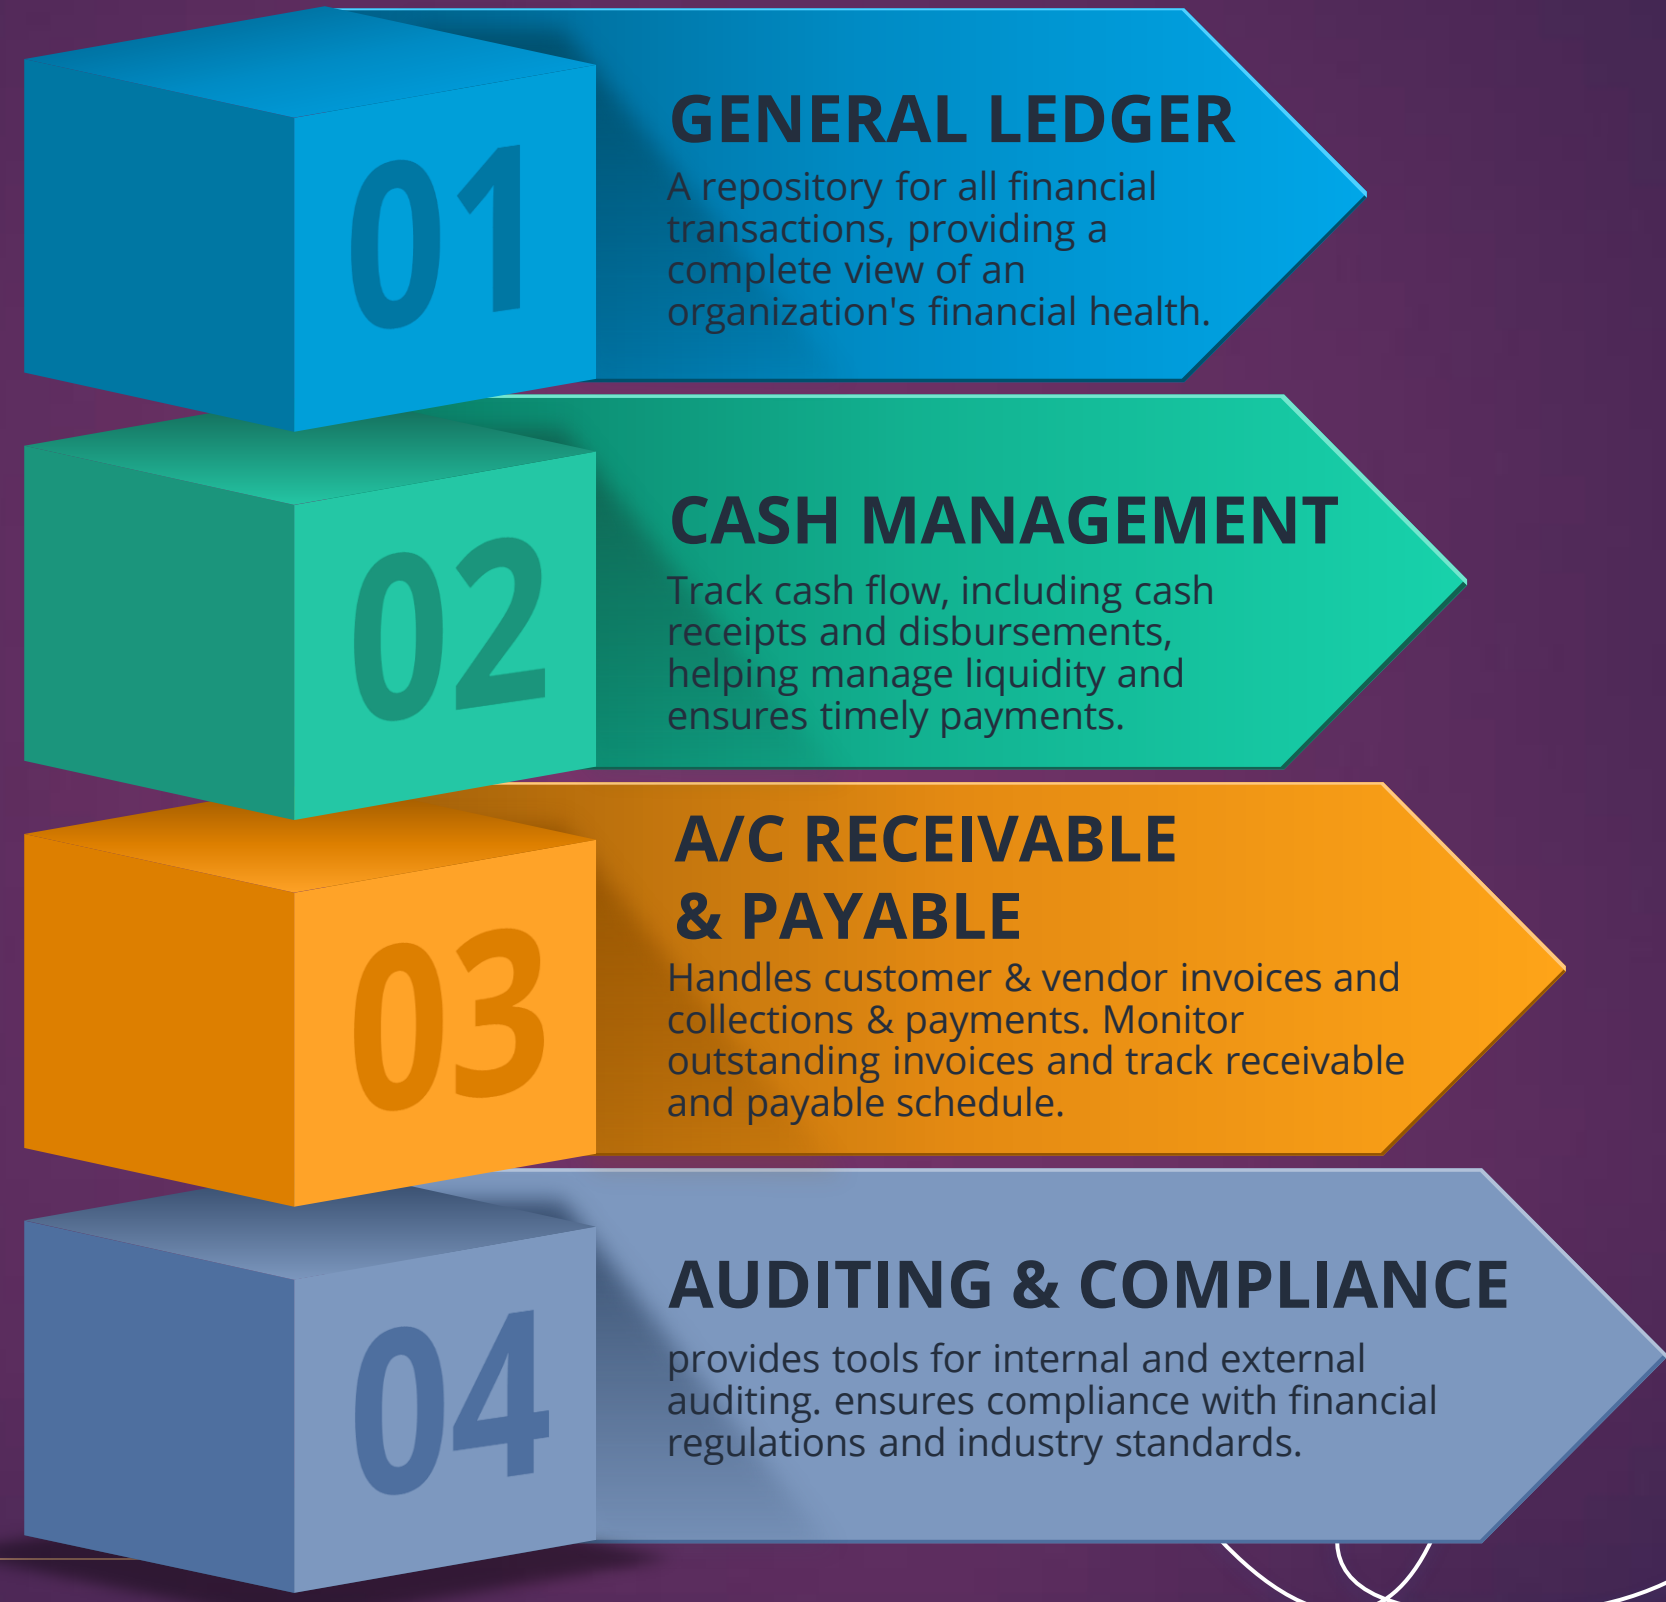 01
GENERAL LEDGER
A repository for all financial
transactions, providing a
complete view of an
organization's financial health.
02
CASH MANAGEMENT
Track cash flow, including cash
receipts and disbursements,
helping manage liquidity and
ensures timely payments.
03
A/C RECEIVABLE
& PAYABLE
Handles customer & vendor invoices and
collections & payments. Monitor
outstanding invoices and track receivable
and payable schedule.
04
AUDITING & COMPLIANCE
provides tools for internal and external
auditing. ensures compliance with financial
regulations and industry standards.